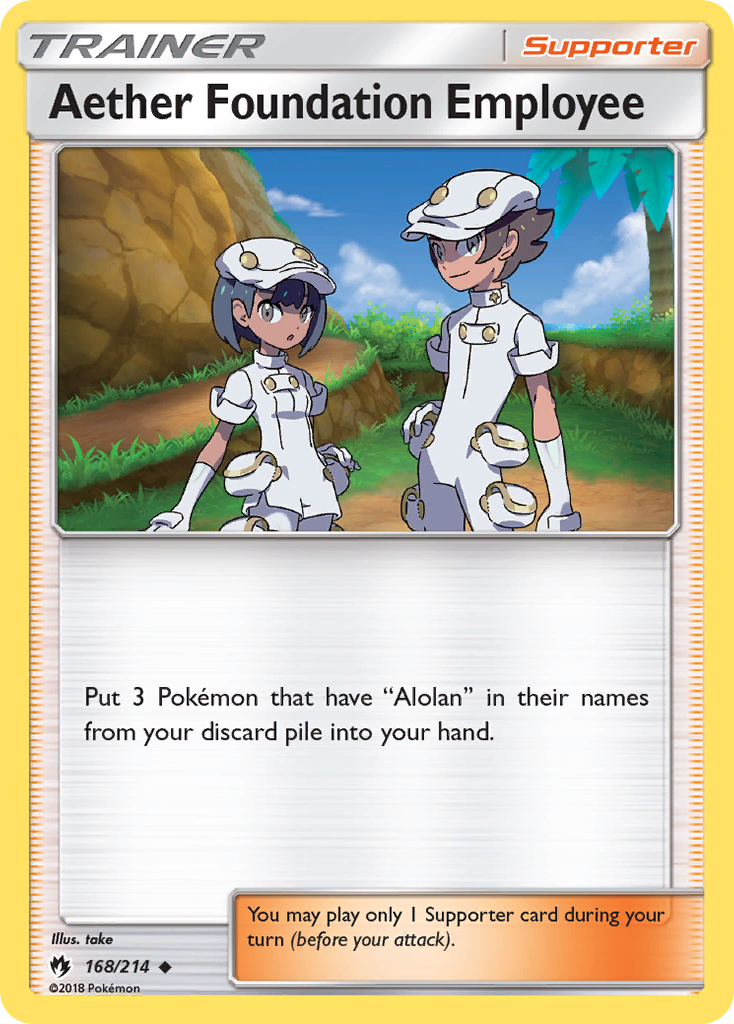 TRAINER
Supporter
Aether Foundation Employee
Put 3 Pokémon that have “Alolan” in their names
from your discard pile into your hand.
You may play only 1 Supporter card during your
turn (before your attack).
Illus. take
168/214 ◆
©2018 Pokémon